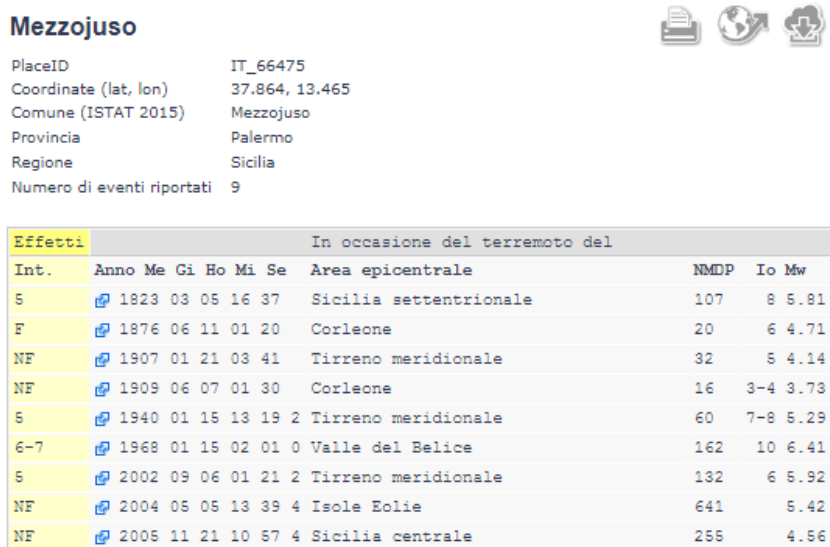 Mezzojuso
PlaceID IT_66475
Coordinate (lat, lon) 37.864, 13.465
Comune (ISTAT 2015) Mezzojuso
Provincia Palermo
Regione Sicilia
Numero di eventi riportati 9
Effetti In occasione del terremoto del
Int. Anno Me Gi Ho Mi Se Area epicentrale NMDP Io Mw
5 1823 03 05 16 37 Sicilia settentrionale 107 8 5.81
F 1876 06 11 01 20 Corleone 20 6 4.71
NF 1907 01 21 03 41 Tirreno meridionale 32 5 4.14
NF 1909 06 07 01 30 Corleone 16 3-4 3.73
5 1940 01 15 13 19 2 Tirreno meridionale 60 7-8 5.29
6-7 1968 01 15 02 01 0 Valle del Belice 162 10 6.41
5 2002 09 06 01 21 2 Tirreno meridionale 132 6 5.92
NF 2004 05 05 13 39 4 Isole Eolie 641 5.42
NF 2005 11 21 10 57 4 Sicilia centrale 255 4.56